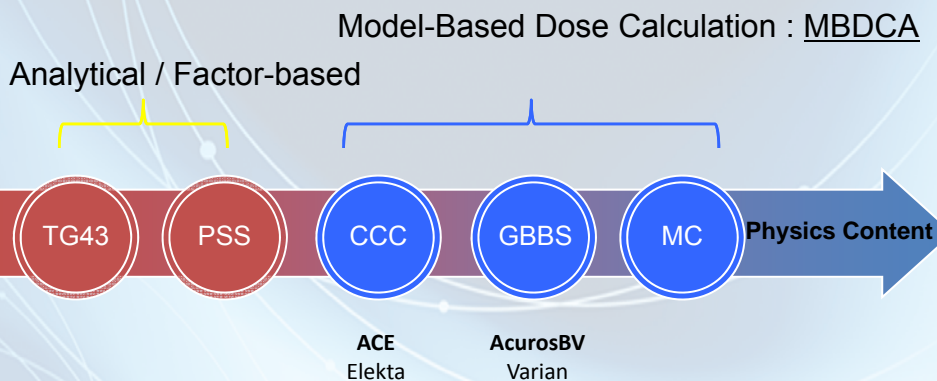 Model-Based Dose Calculation : MBDCA
Analytical / Factor-based
TG43
PSS
CCC
GBBS
MC
Physics Content
ACE
Elekta
AcurosBV
Varian